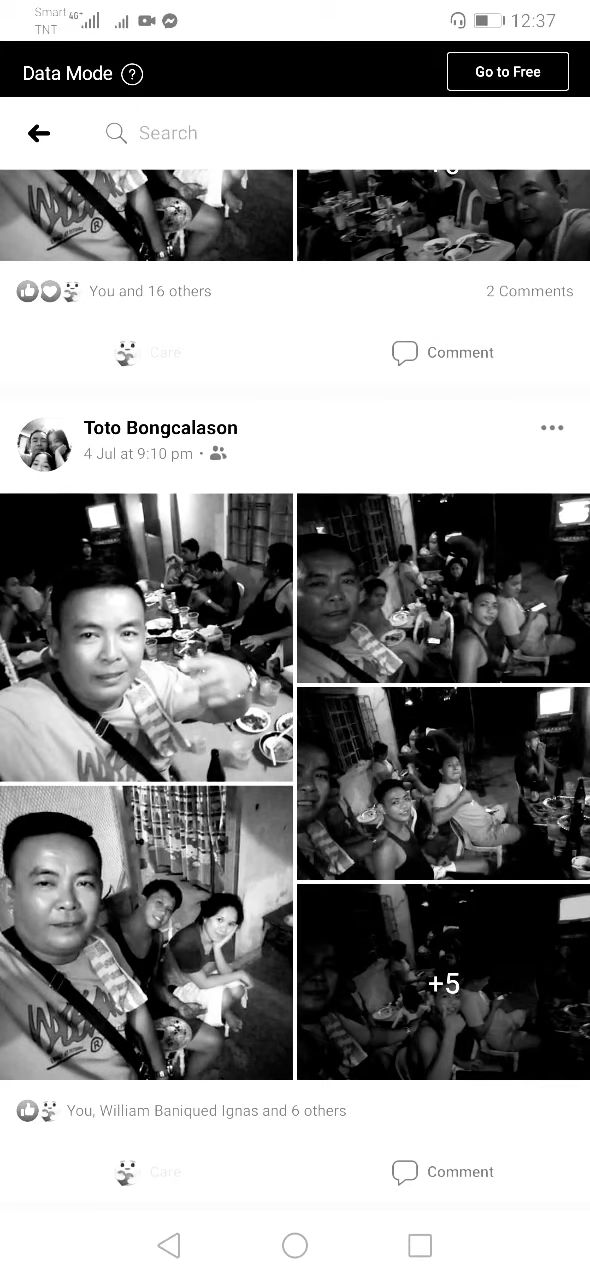 Smart 4G+
TNT
12:37
Data Mode ?
Go to Free
Search
®
You and 16 others
2 Comments
Care
Comment
Toto Bongcalason
4 Jul at 9:10 pm ·
+5
®
You, William Baniqued Ignas and 6 others
Care
Comment